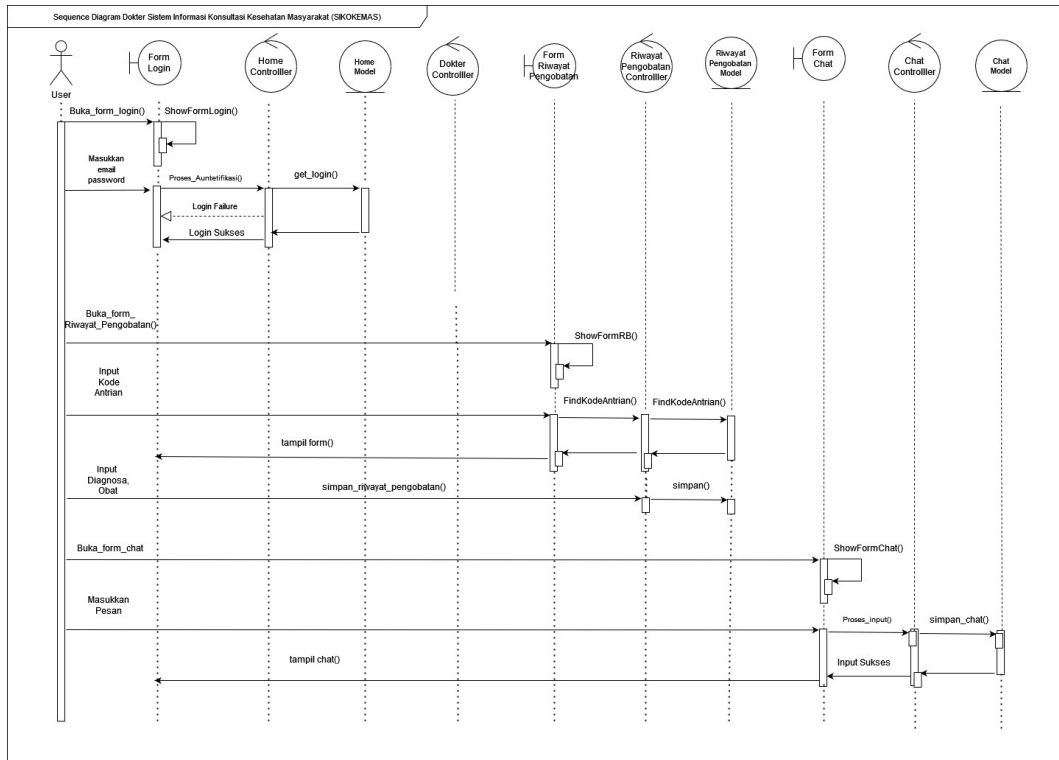 Sequence Diagram Dokter Sistem Informasi Konsultasi Kesehatan Masyarakat (SIKOKEMAS)
User
Form
Login
Home
Controlller
Home
Model
Dokter
Controlller
Form
Riwayat
Pengobatan
Riwayat
Pengobatan
Controlller
Riwayat
Pengobatan
Model
Form
Chat
Chat
Controlller
Chat
Model
Buka_form_login()
ShowFormLogin()
Masukkan
email
password
Proses_Auntetifikasi()
get_login()
Login Failure
Login Sukses
Buka_form_
Riwayat_Pengobatan()
ShowFormRB()
Input
Kode
Antrian
FindKodeAntrian()
FindKodeAntrian()
tampil form()
Input
Diagnosa,
Obat
simpan_riwayat_pengobatan()
simpan()
Buka_form_chat
ShowFormChat()
Masukkan
Pesan
Proses_input()
simpan_chat()
tampil chat()
Input Sukses